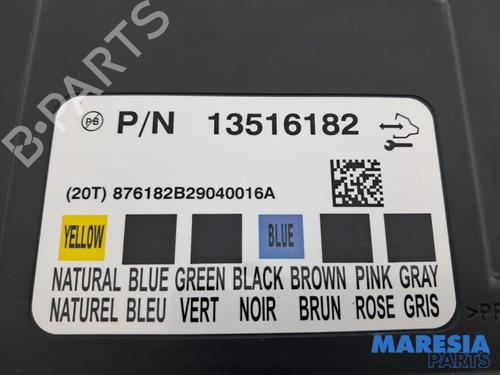 B-PARTS
PB P/N 13516182
(20T) 876182B29040016A
YELLOW BLUE
NATURAL BLUE GREEN BLACK BROWN PINK GRAY
NATUREL BLEU VERT NOIR BRUN ROSE GRIS
MARESIA
PARTS